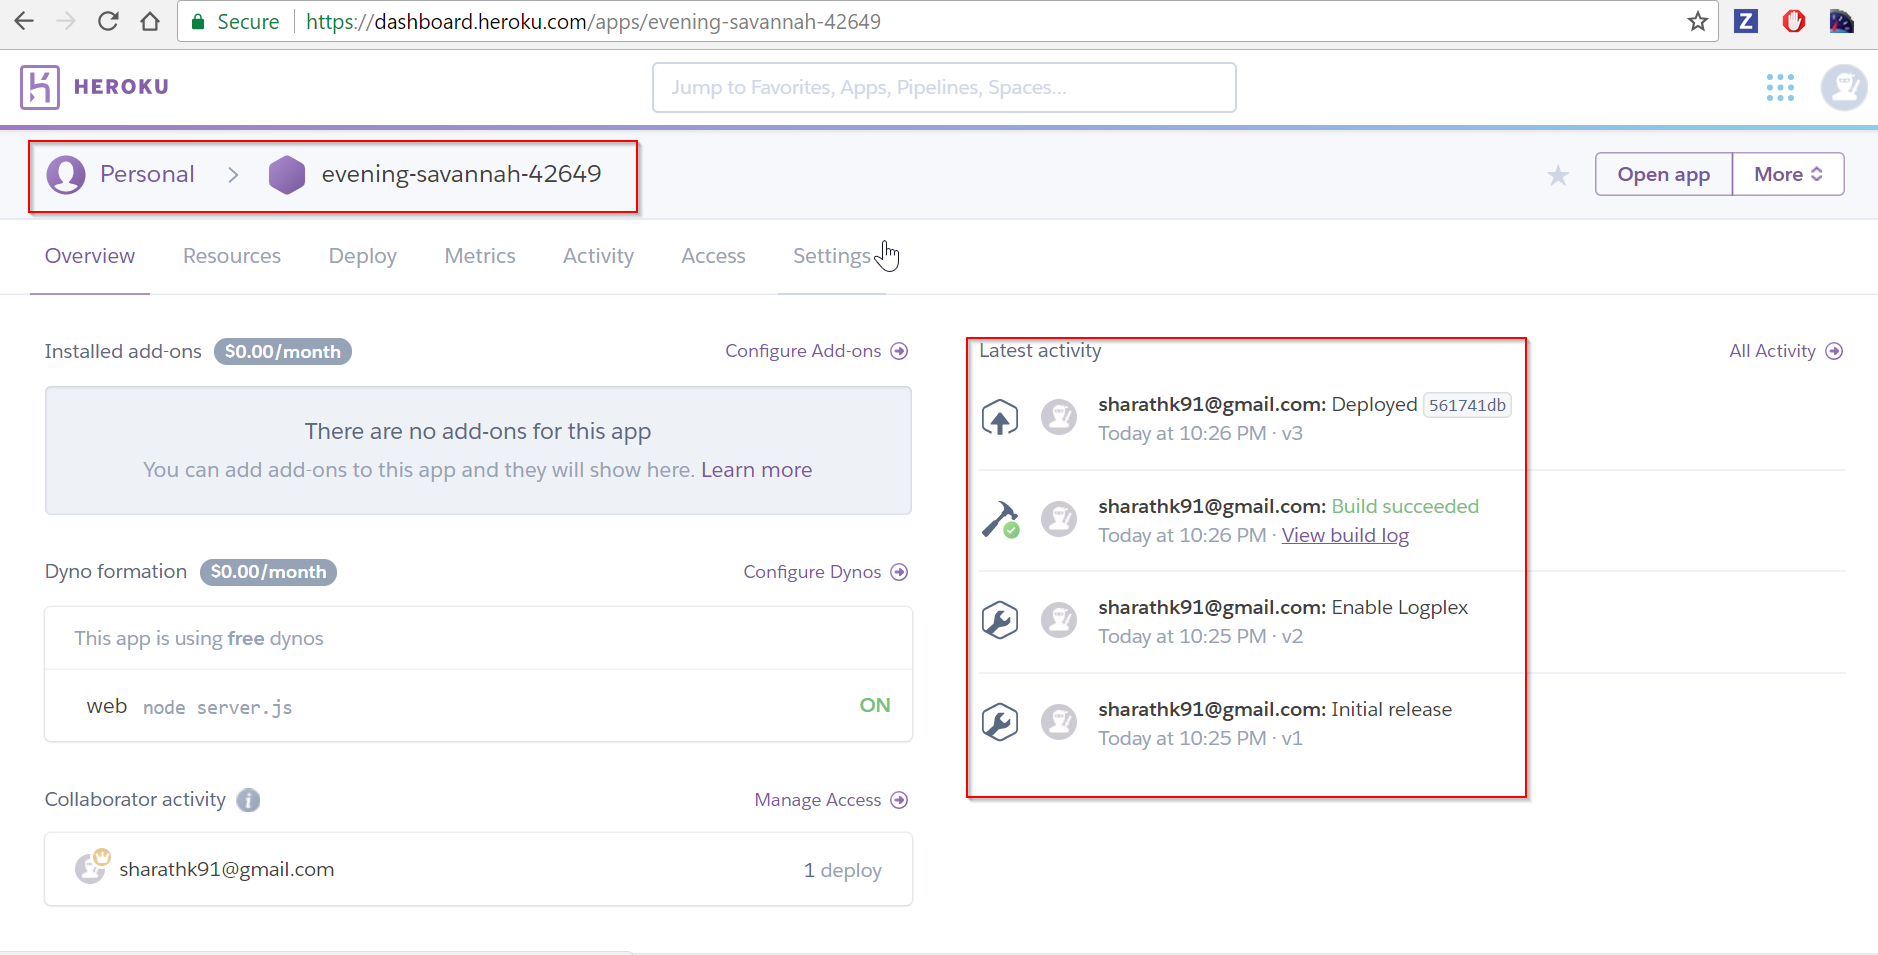 Secure https://dashboard.heroku.com/apps/evening-savannah-42649
Z
HEROKU
Jump to Favorites, Apps, Pipelines, Spaces...
Personal > evening-savannah-42649
Open app More
Overview Resources Deploy Metrics Activity Access Settings
Installed add-ons $0.00/month Configure Add-ons
There are no add-ons for this app
You can add add-ons to this app and they will show here. Learn more
Dyno formation $0.00/month Configure Dynos
This app is using free dynos
web node server.js ON
Collaborator activity i Manage Access
sharathk91@gmail.com 1 deploy
Latest activity All Activity
sharathk91@gmail.com: Deployed 561741db
Today at 10:26 PM · v3
sharathk91@gmail.com: Build succeeded
Today at 10:26 PM · View build log
sharathk91@gmail.com: Enable Logplex
Today at 10:25 PM · v2
sharathk91@gmail.com: Initial release
Today at 10:25 PM · v1